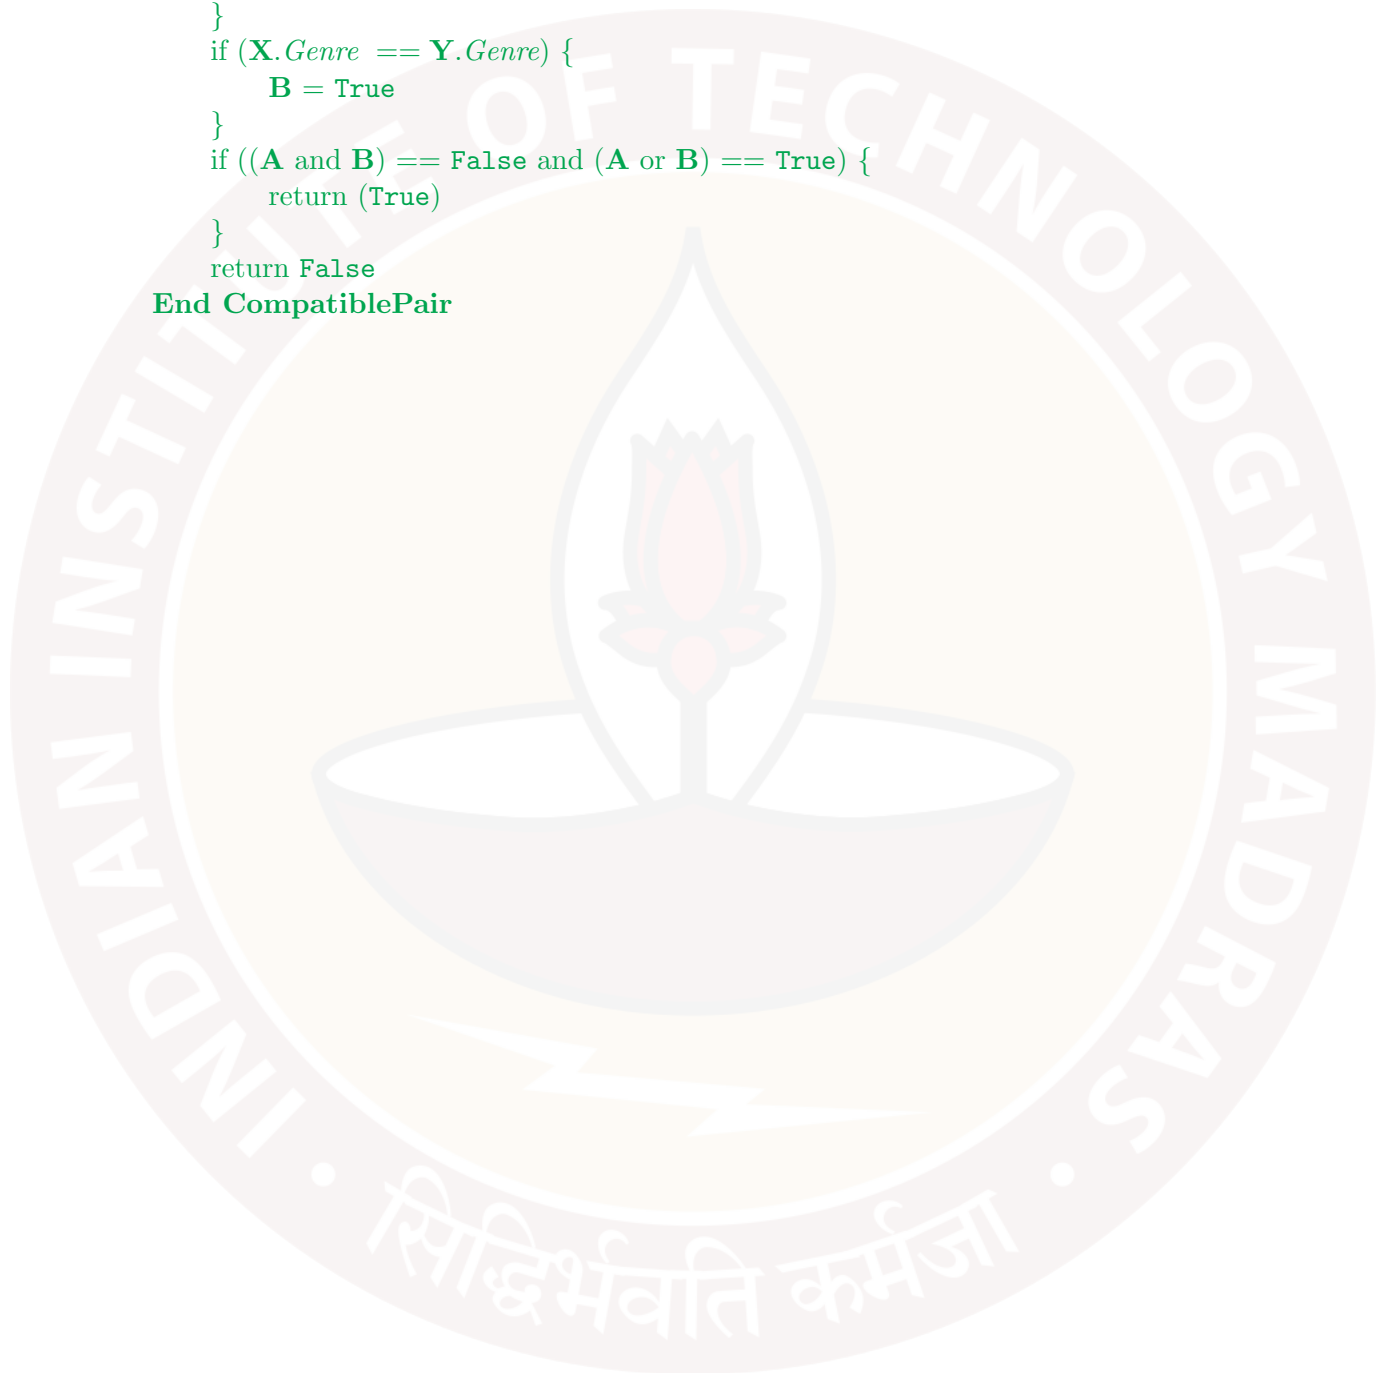 }
if (X.Genre == Y.Genre) {
B = True
}
if ((A and B) == False and (A or B) == True) {
return (True)
}
return False
End CompatiblePair
INDIAN INSTITUTE OF TECHNOLOGY MADRAS
सिद्धिर्भवति कर्मजा